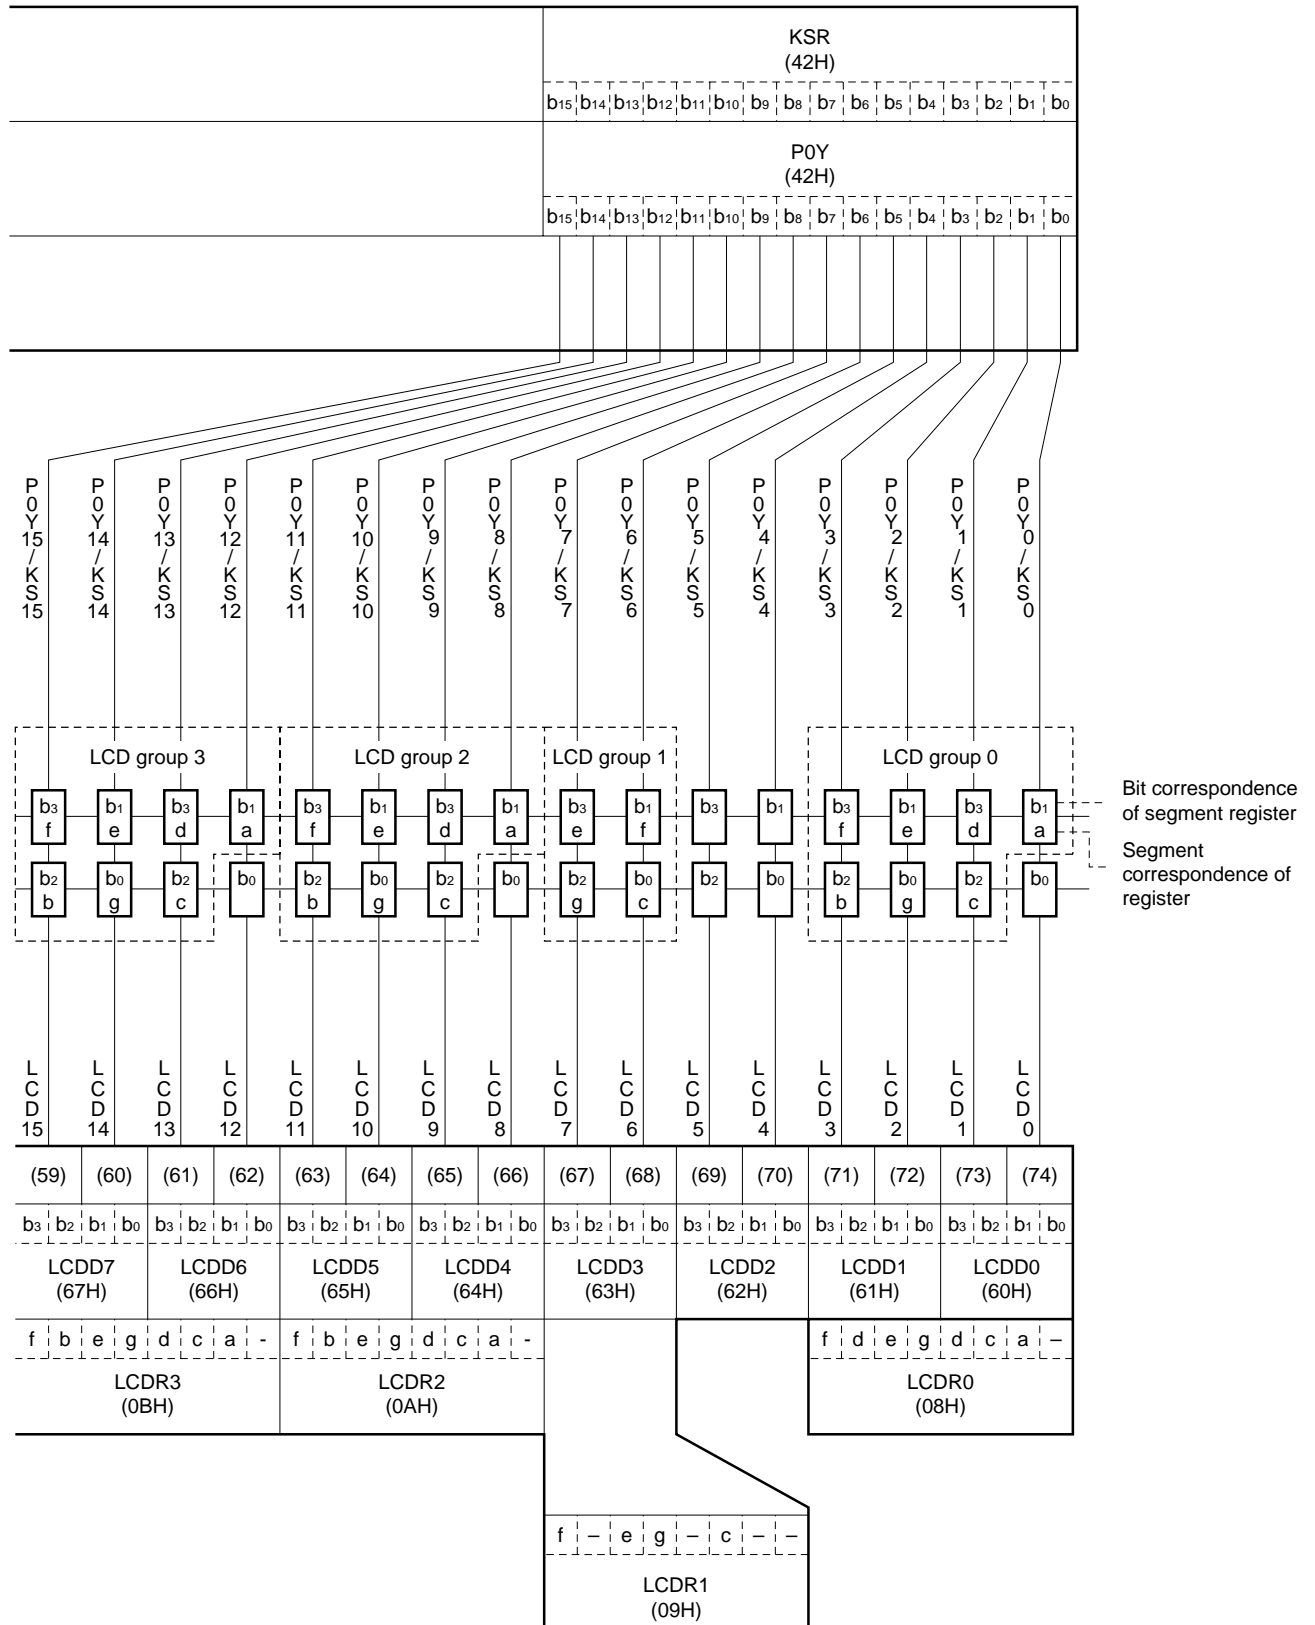 KSR
(42H)
b15 b14 b13 b12 b11 b10 b9 b8 b7 b6 b5 b4 b3 b2 b1 b0
P0Y
(42H)
b15 b14 b13 b12 b11 b10 b9 b8 b7 b6 b5 b4 b3 b2 b1 b0
P0Y15/KS15 P0Y14/KS14 P0Y13/KS13 P0Y12/KS12 P0Y11/KS11 P0Y10/KS10 P0Y9/KS9 P0Y8/KS8 P0Y7/KS7 P0Y6/KS6 P0Y5/KS5 P0Y4/KS4 P0Y3/KS3 P0Y2/KS2 P0Y1/KS1 P0Y0/KS0
LCD group 3 LCD group 2 LCD group 1 LCD group 0
b3 b1 b3 b1 b3 b1 b3 b1 b3 b1 b3 b1 b3 b1 b3 b1
f e d a f e d a e f f e d a
Bit correspondence
of segment register
b2 b0 b2 b0 b2 b0 b2 b0 b2 b0 b2 b0 b2 b0 b2 b0
b g c b g c g c b g c
Segment
correspondence of
register
LCD15 LCD14 LCD13 LCD12 LCD11 LCD10 LCD9 LCD8 LCD7 LCD6 LCD5 LCD4 LCD3 LCD2 LCD1 LCD0
(59) (60) (61) (62) (63) (64) (65) (66) (67) (68) (69) (70) (71) (72) (73) (74)
b3 b2 b1 b0 b3 b2 b1 b0 b3 b2 b1 b0 b3 b2 b1 b0 b3 b2 b1 b0 b3 b2 b1 b0 b3 b2 b1 b0 b3 b2 b1 b0
LCDD7 LCDD6 LCDD5 LCDD4 LCDD3 LCDD2 LCDD1 LCDD0
(67H) (66H) (65H) (64H) (63H) (62H) (61H) (60H)
f b e g d c a - f b e g d c a - f d e g d c a –
LCDR3 LCDR2 LCDR0
(0BH) (0AH) (08H)
f – e g – c – –
LCDR1
(09H)